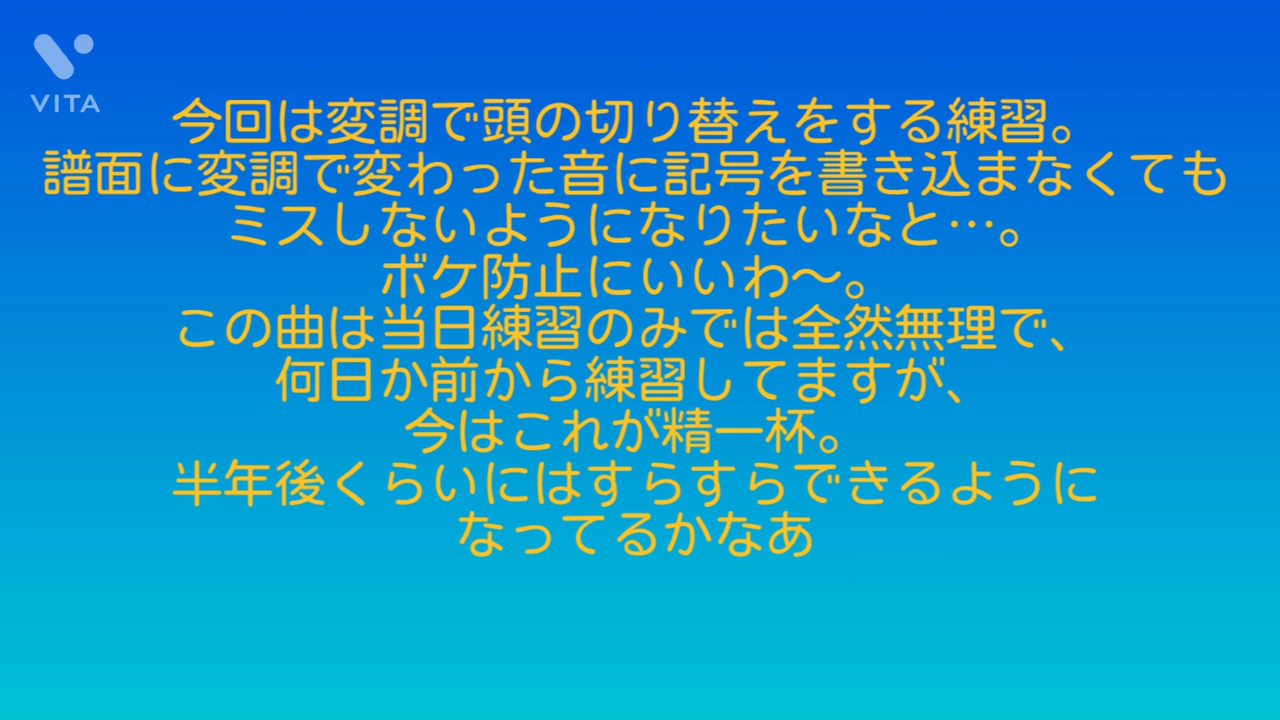 VITA
今回は変調で頭の切り替えをする練習。
譜面に変調で変わった音に記号を書き込まなくても
ミスしないようになりたいなと…。
ボケ防止にいいわ〜。
この曲は当日練習のみでは全然無理で、
何日か前から練習してますが、
今はこれが精一杯。
半年後くらいにはすらすらできるように
なってるかなあ